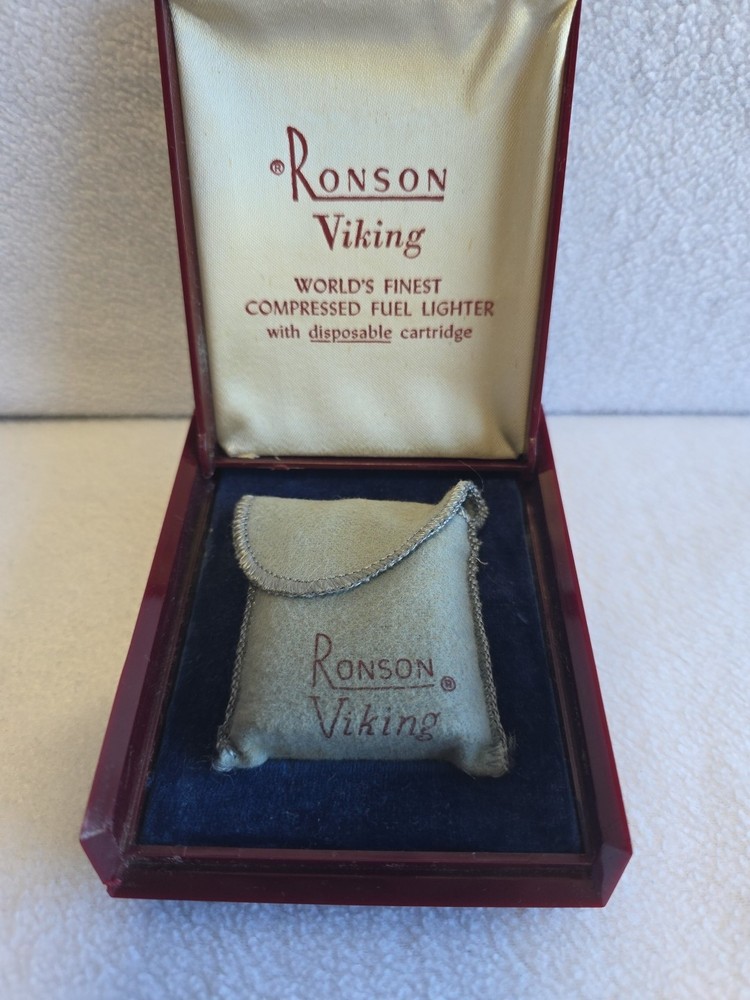 ® RONSON
Viking
WORLD'S FINEST
COMPRESSED FUEL LIGHTER
with disposable cartridge
RONSON ®
Viking